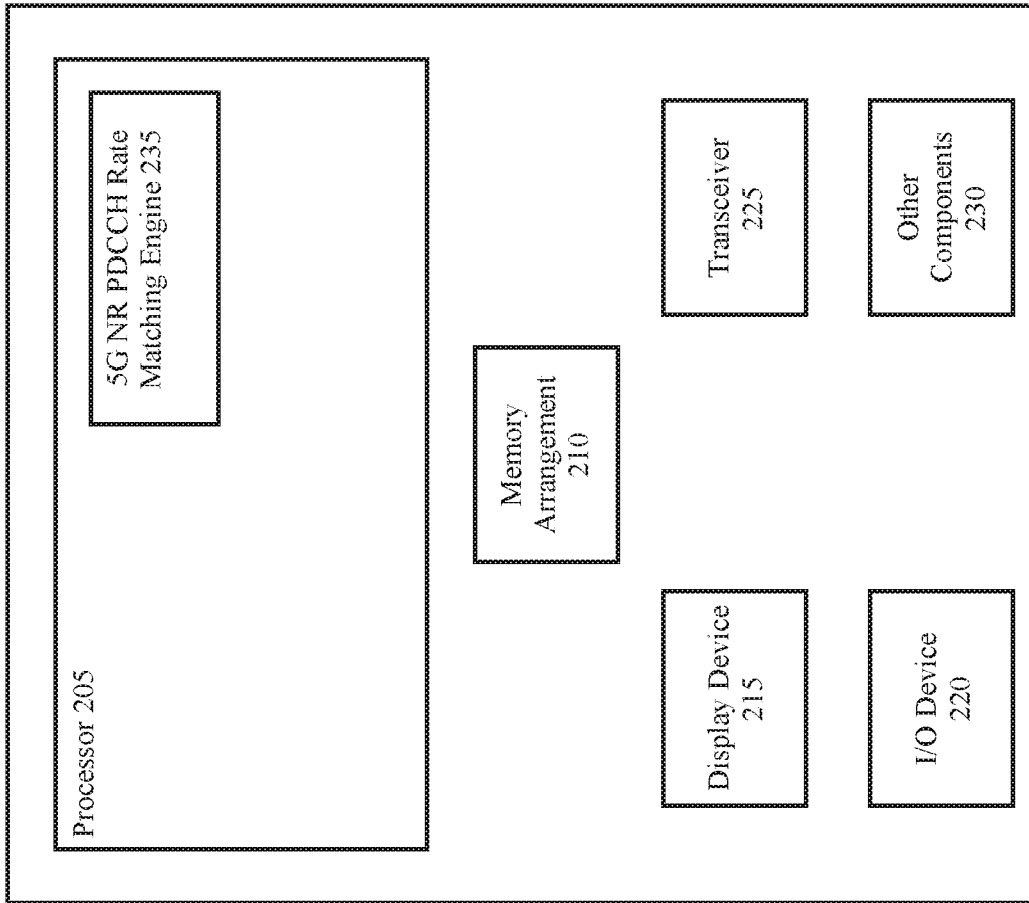 Processor 205
5G NR PDCCH Rate
Matching Engine 235
Memory
Arrangement
210
Display Device
215
Transceiver
225
I/O Device
220
Other
Components
230